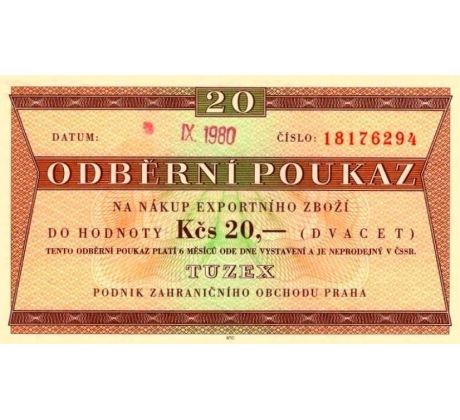 20
DATUM: IX. 1980 ČÍSLO: 18176294
ODBĚRNÍ POUKAZ
NA NÁKUP EXPORTNÍHO ZBOŽÍ
DO HODNOTY Kčs 20,— (DVACET)
TENTO ODBĚRNÍ POUKAZ PLATÍ 6 MĚSÍCŮ ODE DNE VYSTAVENÍ A JE NEPRODEJNÝ V ČSSR.
TUZEX
PODNIK ZAHRANIČNÍHO OBCHODU PRAHA